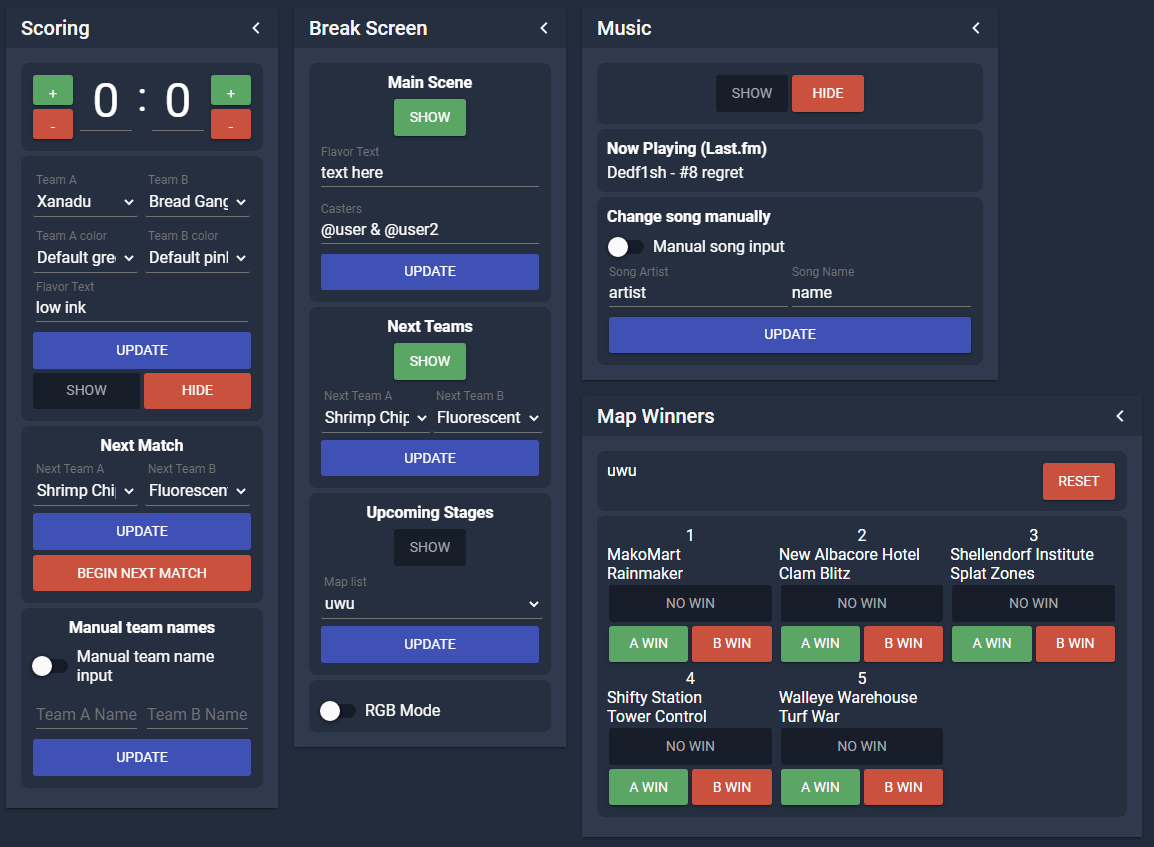 Scoring
+
0 : 0
+
-
-
Team A
Team B
Xanadu
Bread Gang
Team A color
Team B color
Default gre
Default pinl
Flavor Text
low ink
UPDATE
SHOW
HIDE
Next Match
Next Team A
Next Team B
Shrimp Chip
Fluorescent
UPDATE
BEGIN NEXT MATCH
Manual team names
Manual team name
input
Team A Name
Team B Name
UPDATE
Break Screen
Main Scene
SHOW
Flavor Text
text here
Casters
@user & @user2
UPDATE
Next Teams
SHOW
Next Team A
Next Team B
Shrimp Chip
Fluorescent
UPDATE
Upcoming Stages
SHOW
Map list
uwu
UPDATE
RGB Mode
Music
SHOW
HIDE
Now Playing (Last.fm)
Dedf1sh - #8 regret
Change song manually
Manual song input
Song Artist
Song Name
artist
name
UPDATE
Map Winners
uwu
RESET
1
MakoMart
Rainmaker
NO WIN
A WIN
B WIN
2
New Albacore Hotel
Clam Blitz
NO WIN
A WIN
B WIN
3
Shellendorf Institute
Splat Zones
NO WIN
A WIN
B WIN
4
Shifty Station
Tower Control
NO WIN
A WIN
B WIN
5
Walleye Warehouse
Turf War
NO WIN
A WIN
B WIN